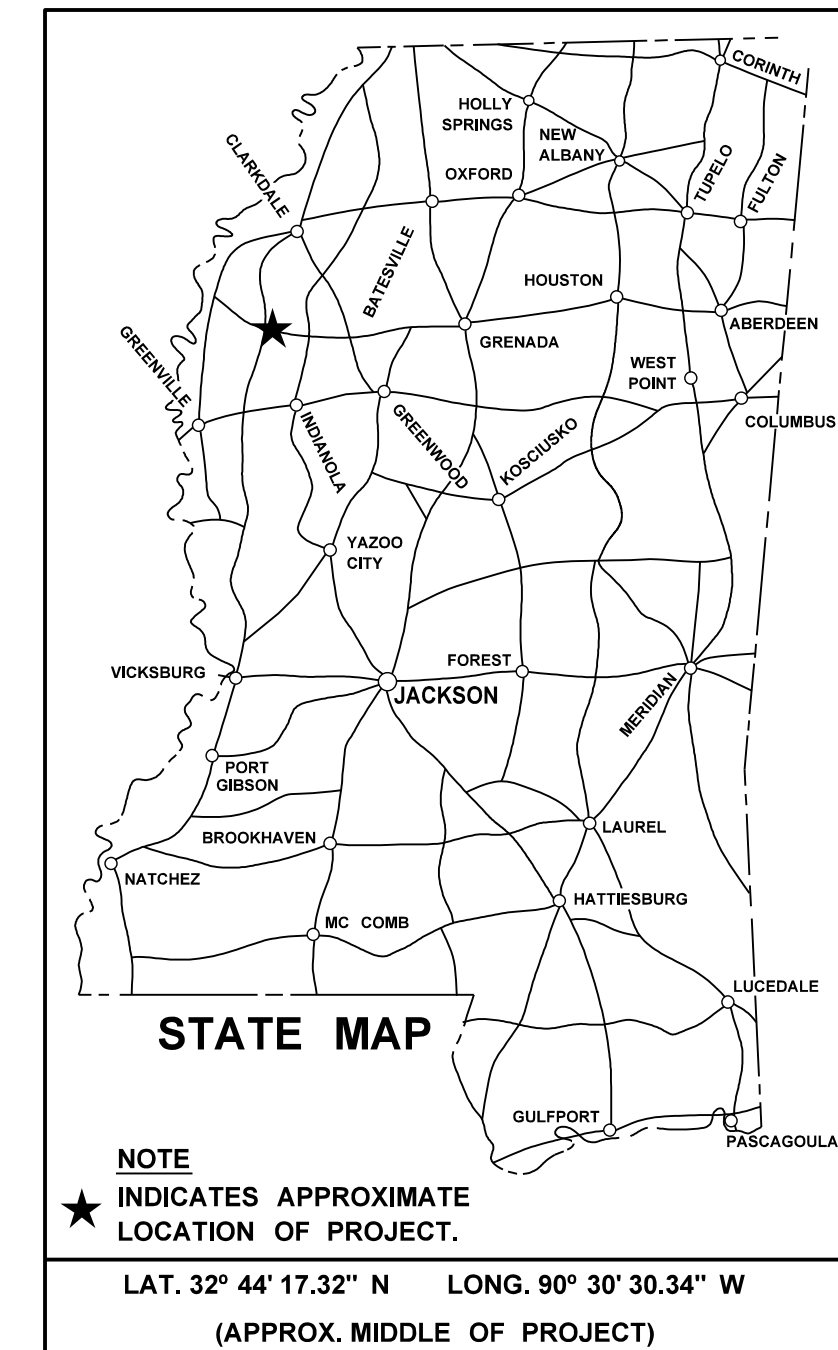 CORINTH
HOLLY
SPRINGS
NEW
ALBANY
CLARKDALE
OXFORD
TUPELO
FULTON
BATESVILLE
HOUSTON
ABERDEEN
GREENVILLE
GRENADA
WEST
POINT
COLUMBUS
INDIANOLA
GREENWOOD
KOSCIUSKO
YAZOO
CITY
VICKSBURG
FOREST
JACKSON
MERIDIAN
PORT
GIBSON
LAUREL
BROOKHAVEN
NATCHEZ
HATTIESBURG
MC COMB
LUCEDALE
STATE MAP
GULFPORT
PASCAGOULA
NOTE
INDICATES APPROXIMATE
LOCATION OF PROJECT.
LAT. 32º 44' 17.32" N LONG. 90º 30' 30.34" W
(APPROX. MIDDLE OF PROJECT)